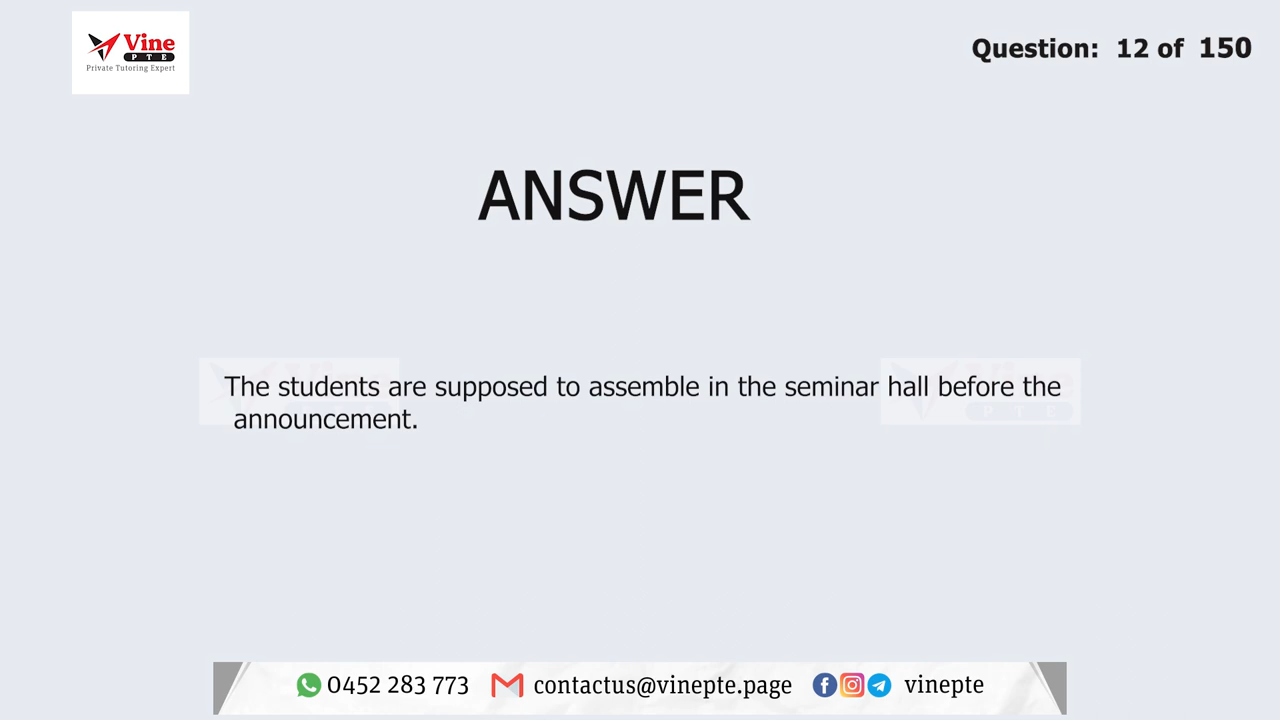 Vine
PTE
Private Tutoring Expert
Question: 12 of 150
ANSWER
The students are supposed to assemble in the seminar hall before the
announcement.
PTE
0452 283 773
contactus@vinepte.page
vinepte